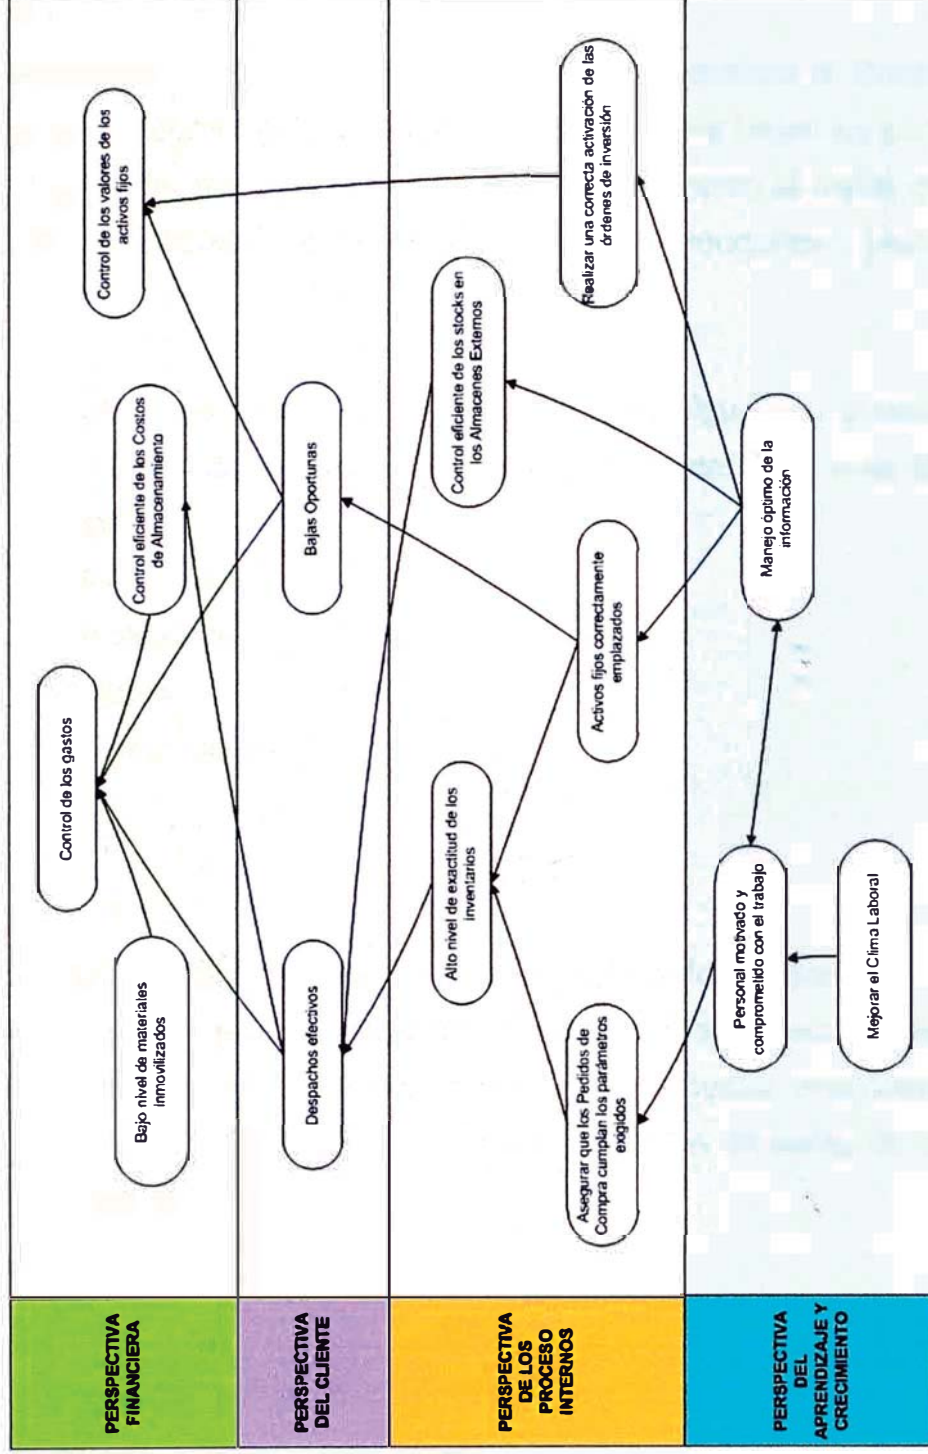 PERSPECTIVA
FINANCIERA
Control de los gastos
Bajo nivel de materiales
inmovilizados
Control eficiente de los Costos
de Almacenamiento
Control de los valores de los
activos fijos
PERSPECTIVA
DEL CLIENTE
Despachos efectivos
Bajas Oportunas
PERSPECTIVA
DE LOS
PROCESO
INTERNOS
Alto nivel de exactitud de los
inventarios
Control eficiente de los stocks en
los Almacenes Externos
Asegurar que los Pedidos de
Compra cumplan los parámetros
exigidos
Activos fijos correctamente
emplazados
Realizar una correcta activación de las
órdenes de inversión
PERSPECTIVA
DEL
APRENDIZAJE Y
CRECIMIENTO
Personal motivado y
comprometido con el trabajo
Manejo óptimo de la
información
Mejorar el Clima Laboral